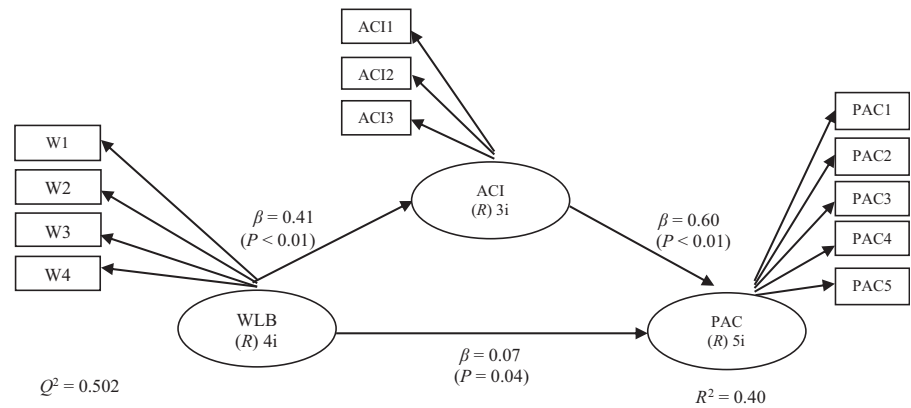 ACI1
ACI2
ACI3
W1
W2
W3
W4
PAC1
PAC2
PAC3
PAC4
PAC5
ACI
(R) 3i
β = 0.41
(P < 0.01)
β = 0.60
(P < 0.01)
WLB
(R) 4i
PAC
(R) 5i
β = 0.07
(P = 0.04)
Q² = 0.502
R² = 0.40